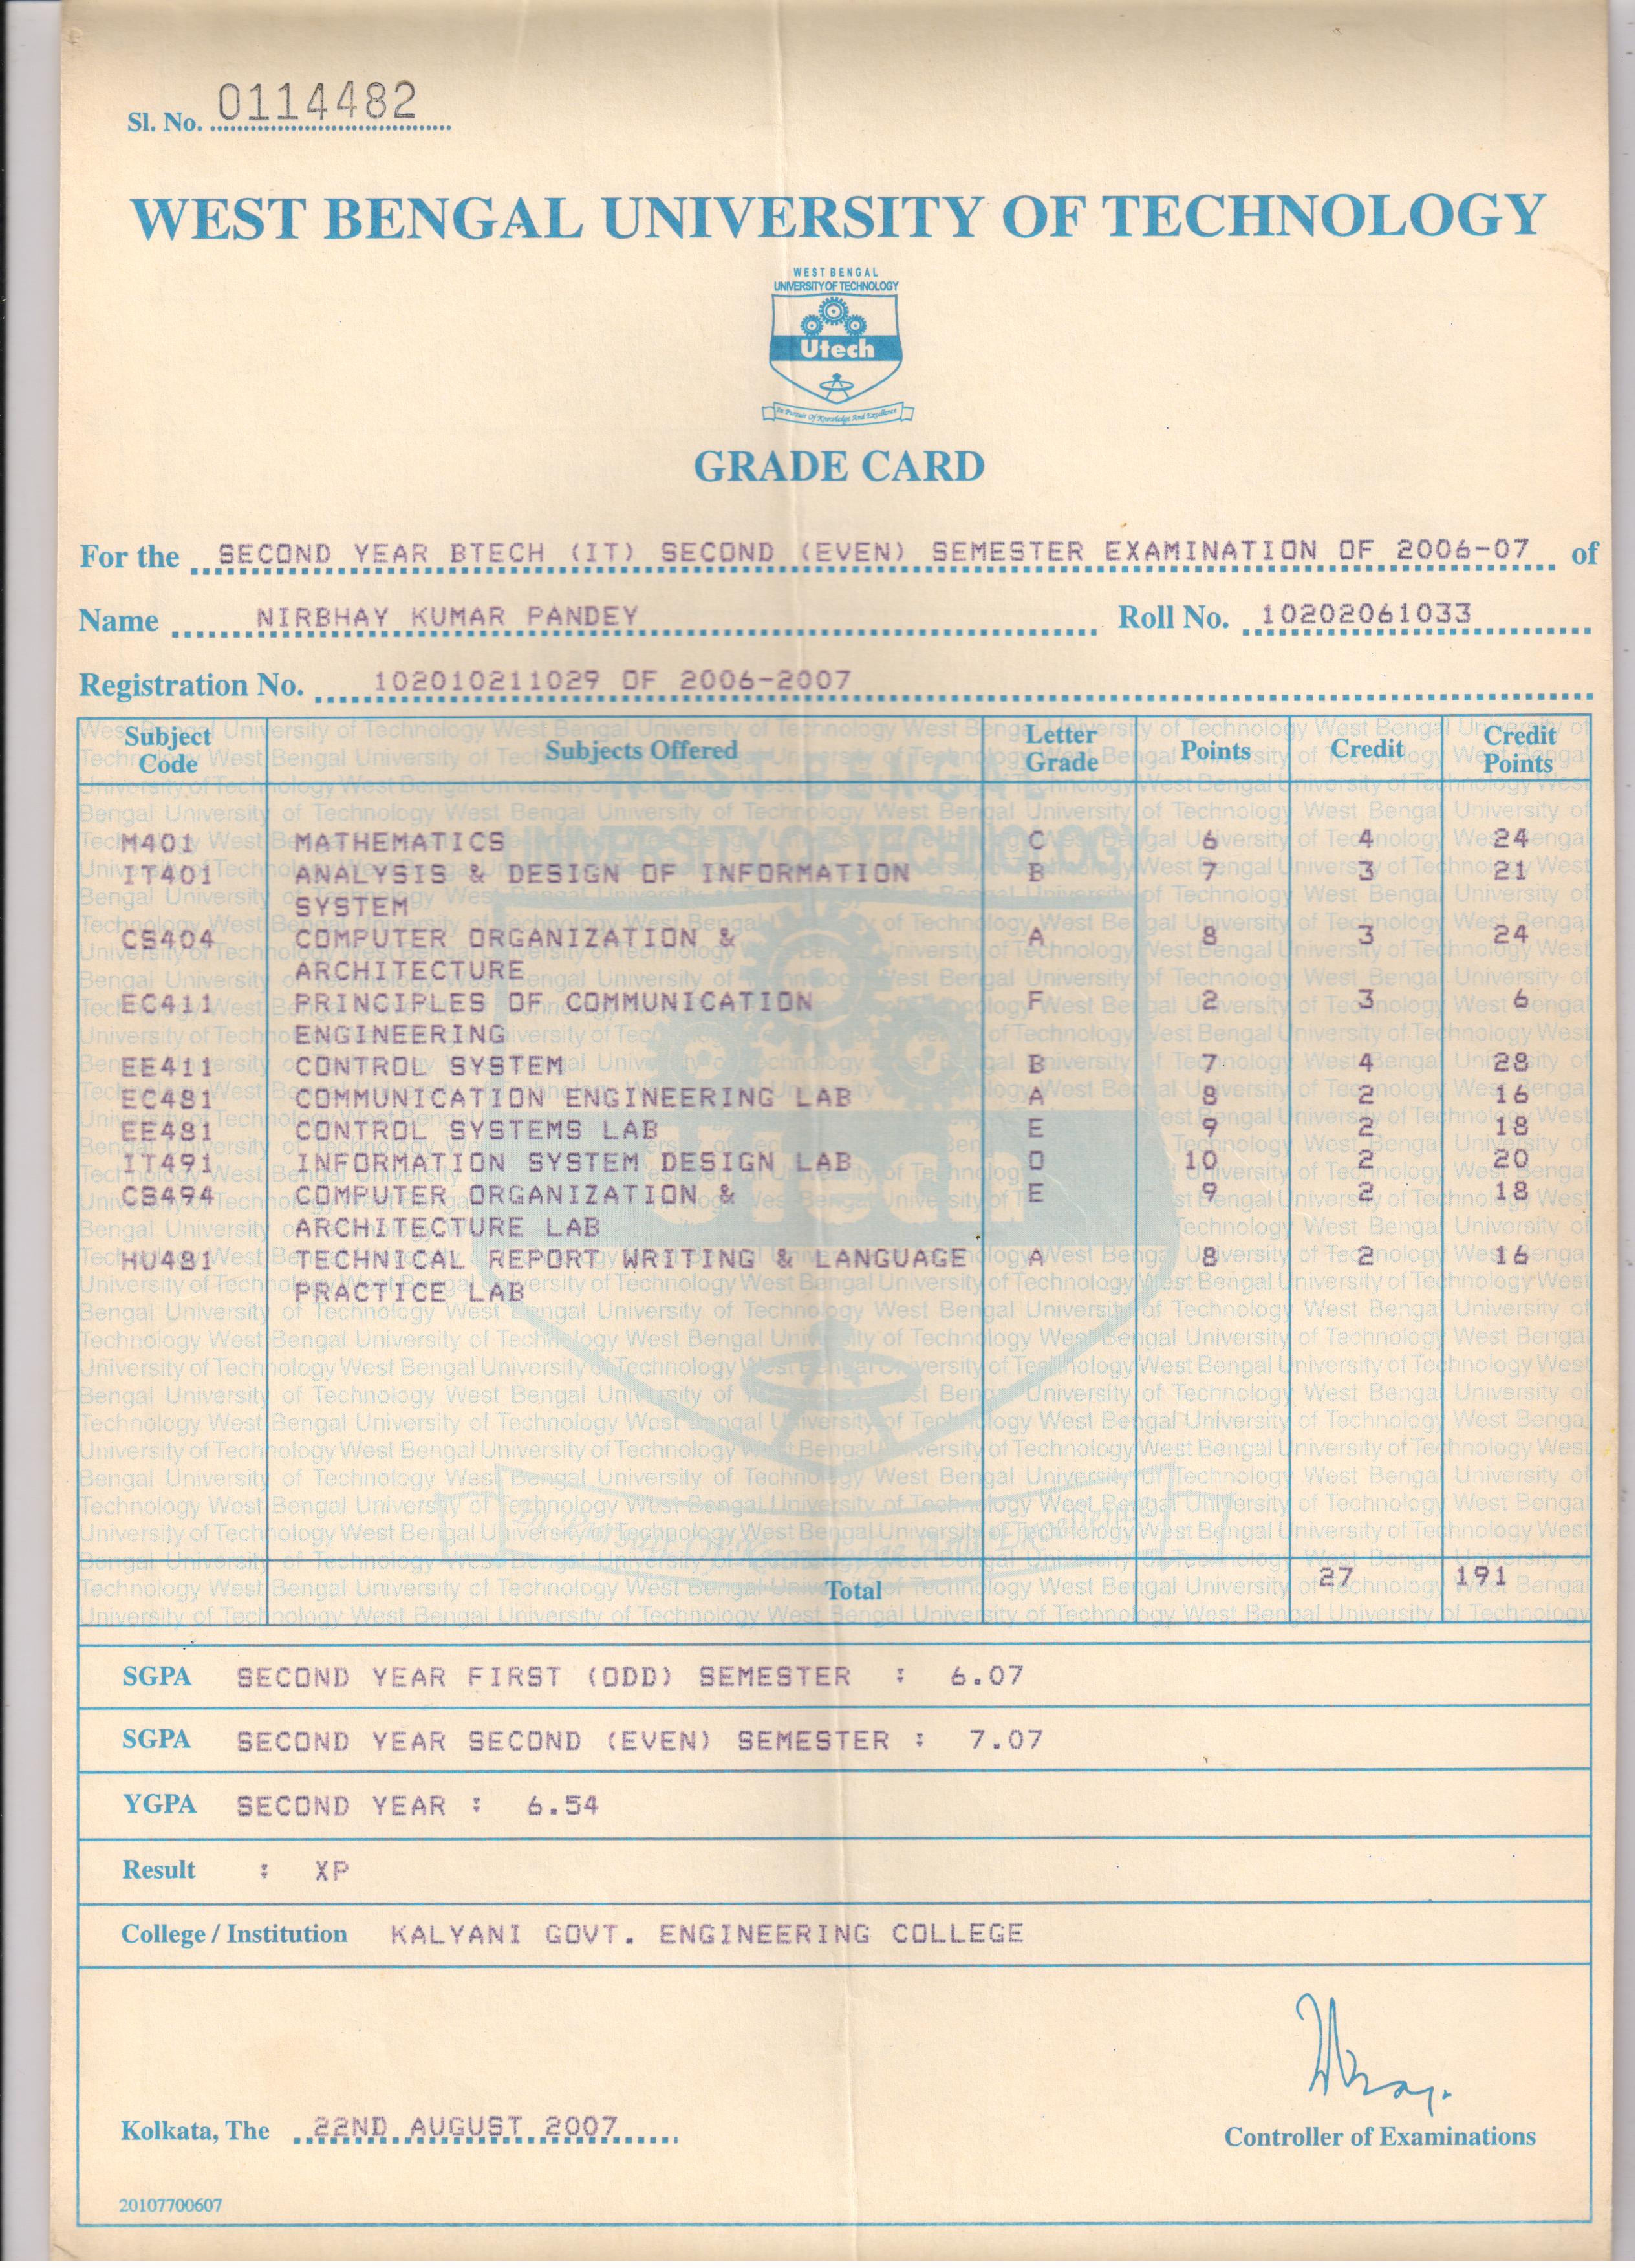 Sl. No. 0114482
WEST BENGAL UNIVERSITY OF TECHNOLOGY
WEST BENGAL
UNIVERSITY OF TECHNOLOGY
Utech
In Pursuit Of Knowledge And Excellence
GRADE CARD
For the SECOND YEAR BTECH (IT) SECOND (EVEN) SEMESTER EXAMINATION OF 2006-07 of
Name NIRBHAY KUMAR PANDEY Roll No. 10202061033
Registration No. 102010211029 OF 2006-2007
Subject Code Subjects Offered Letter Grade Points Credit Credit Points
M401 MATHEMATICS C 6 4 24
IT401 ANALYSIS & DESIGN OF INFORMATION B 7 3 21
SYSTEM
CS404 COMPUTER ORGANIZATION & A 8 3 24
ARCHITECTURE
EC411 PRINCIPLES OF COMMUNICATION F 2 3 6
ENGINEERING
EE411 CONTROL SYSTEM B 7 4 28
EC481 COMMUNICATION ENGINEERING LAB A 8 2 16
EE481 CONTROL SYSTEMS LAB E 9 2 18
IT491 INFORMATION SYSTEM DESIGN LAB O 10 2 20
CS494 COMPUTER ORGANIZATION & E 9 2 18
ARCHITECTURE LAB
HU481 TECHNICAL REPORT WRITING & LANGUAGE A 8 2 16
PRACTICE LAB
Total 27 191
SGPA SECOND YEAR FIRST (ODD) SEMESTER : 6.07
SGPA SECOND YEAR SECOND (EVEN) SEMESTER : 7.07
YGPA SECOND YEAR : 6.54
Result : XP
College / Institution KALYANI GOVT. ENGINEERING COLLEGE
Kolkata, The 22ND AUGUST 2007
Controller of Examinations
20107700607